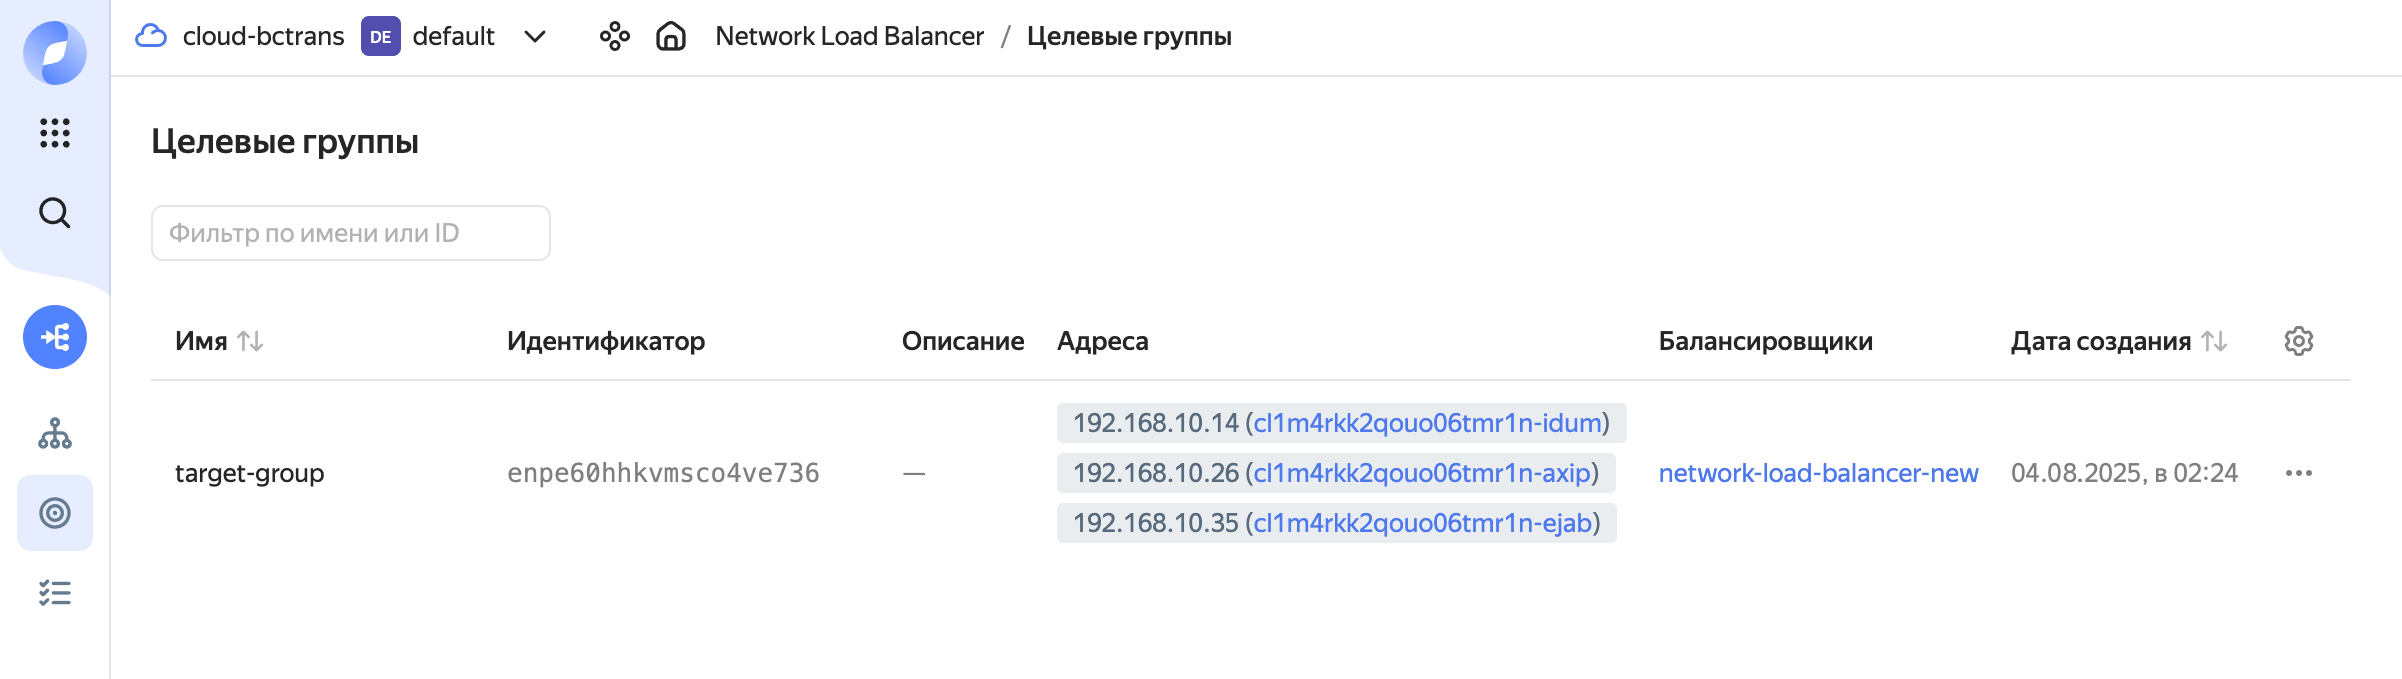 cloud-bctrans DE default Network Load Balancer / Целевые группы
Целевые группы
Фильтр по имени или ID
Имя Идентификатор Описание Адреса Балансировщики Дата создания
192.168.10.14 (cl1m4rkk2qouo06tmr1n-idum)
target-group enpe60hhkvmsco4ve736 — 192.168.10.26 (cl1m4rkk2qouo06tmr1n-axip) network-load-balancer-new 04.08.2025, в 02:24
192.168.10.35 (cl1m4rkk2qouo06tmr1n-ejab)